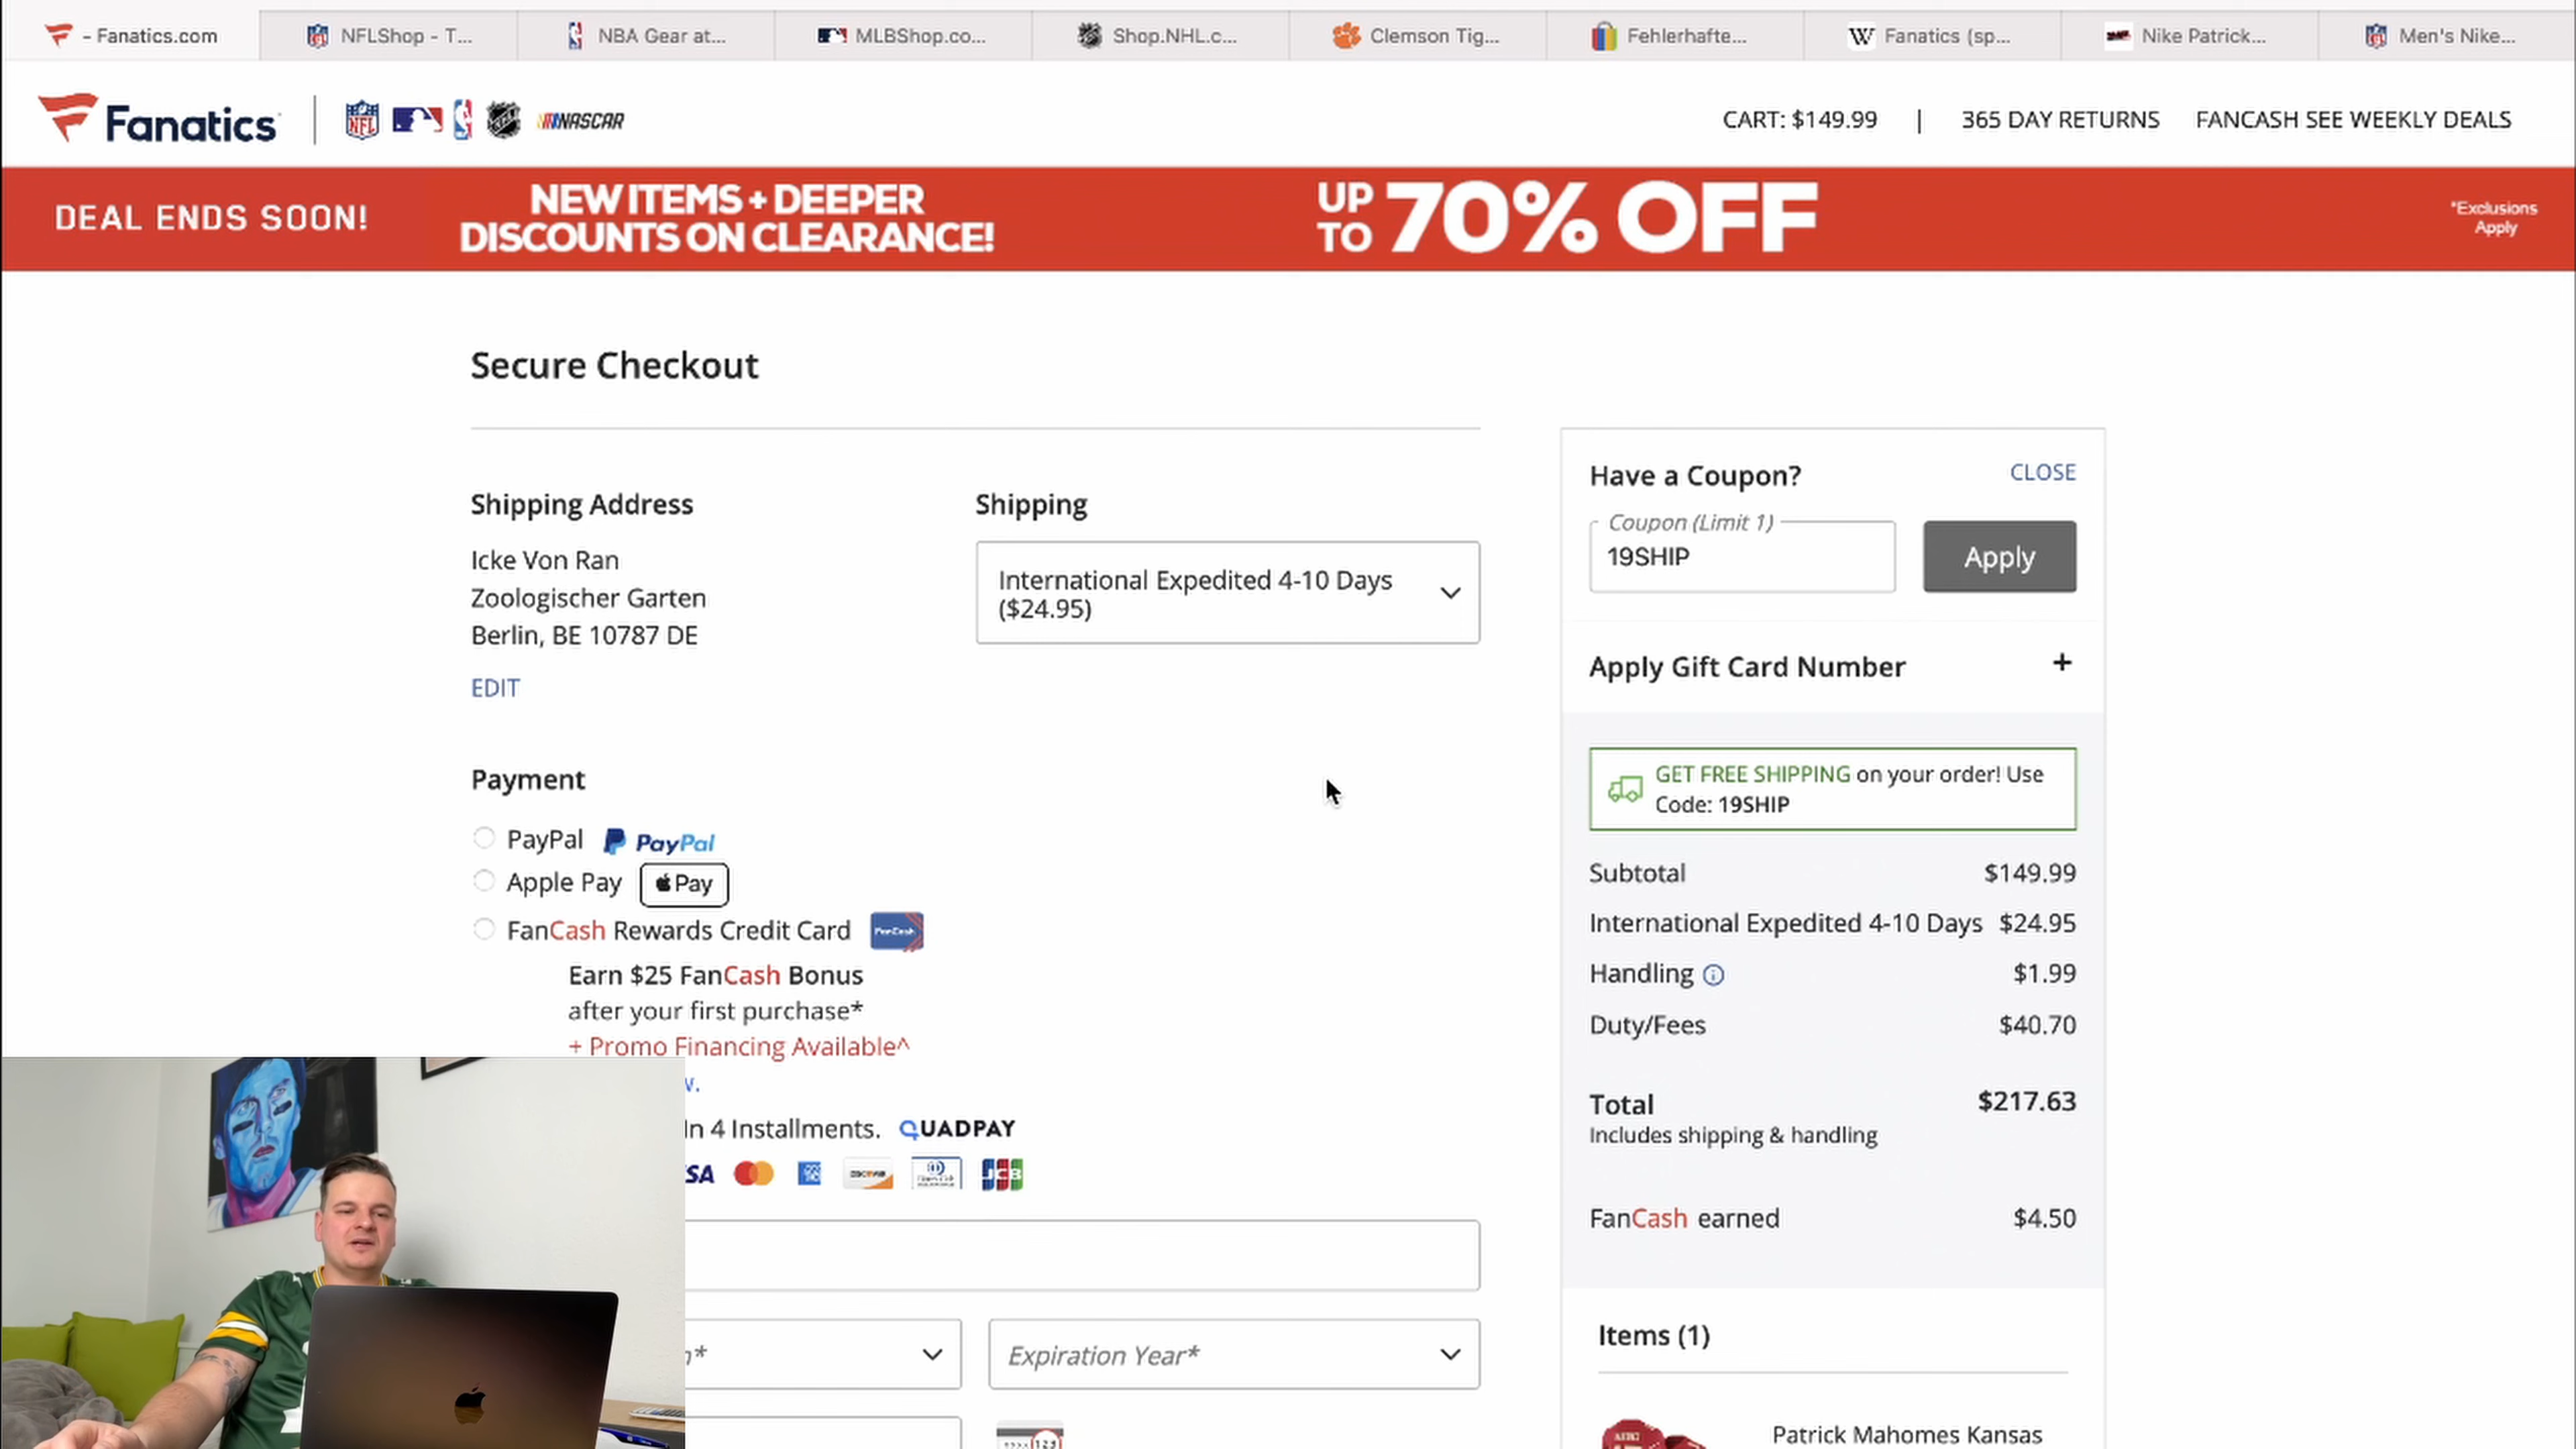 - Fanatics.com
NFLShop - T...
NBA Gear at...
MLBShop.co...
Shop.NHL.c...
Clemson Tig...
Fehlerhafte...
Fanatics (sp...
Nike Patrick...
Men's Nike...
Fanatics
NFL
NASCAR
CART: $149.99 | 365 DAY RETURNS FANCASH SEE WEEKLY DEALS
DEAL ENDS SOON!
NEW ITEMS + DEEPER
DISCOUNTS ON CLEARANCE!
UP TO 70% OFF
*Exclusions
Apply
Secure Checkout
Shipping Address
Icke Von Ran
Zoologischer Garten
Berlin, BE 10787 DE
EDIT
Shipping
International Expedited 4-10 Days
($24.95)
Payment
PayPal PayPal
Apple Pay Pay
FanCash Rewards Credit Card FanCash
Earn $25 FanCash Bonus
after your first purchase*
+ Promo Financing Available^
w.
In 4 Installments. QUADPAY
SA DISCOVER JCB
Expiration Year*
Have a Coupon? CLOSE
Coupon (Limit 1)
19SHIP
Apply
Apply Gift Card Number +
GET FREE SHIPPING on your order! Use
Code: 19SHIP
Subtotal $149.99
International Expedited 4-10 Days $24.95
Handling $1.99
Duty/Fees $40.70
Total $217.63
Includes shipping & handling
FanCash earned $4.50
Items (1)
Patrick Mahomes Kansas